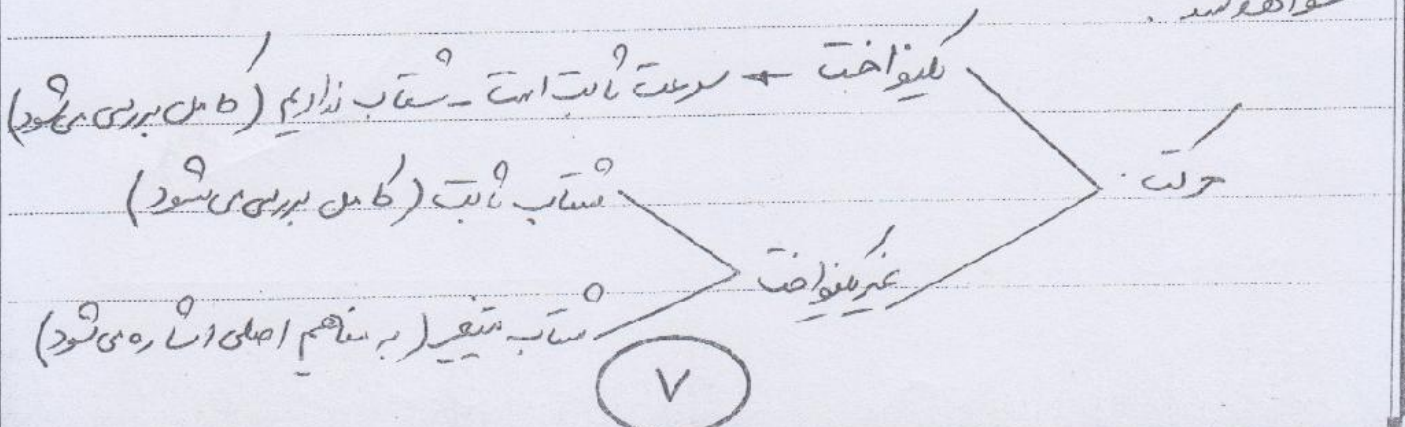 خواهد شد .
یکنواخت ← سرعت ثابت است - شتاب نداریم (کامل بررسی می‌شود)
حرکت
شتاب ثابت (کامل بررسی می‌شود)
غیریکنواخت
شتاب متغیر (به مفاهیم اصلی اشاره می‌شود)
۷